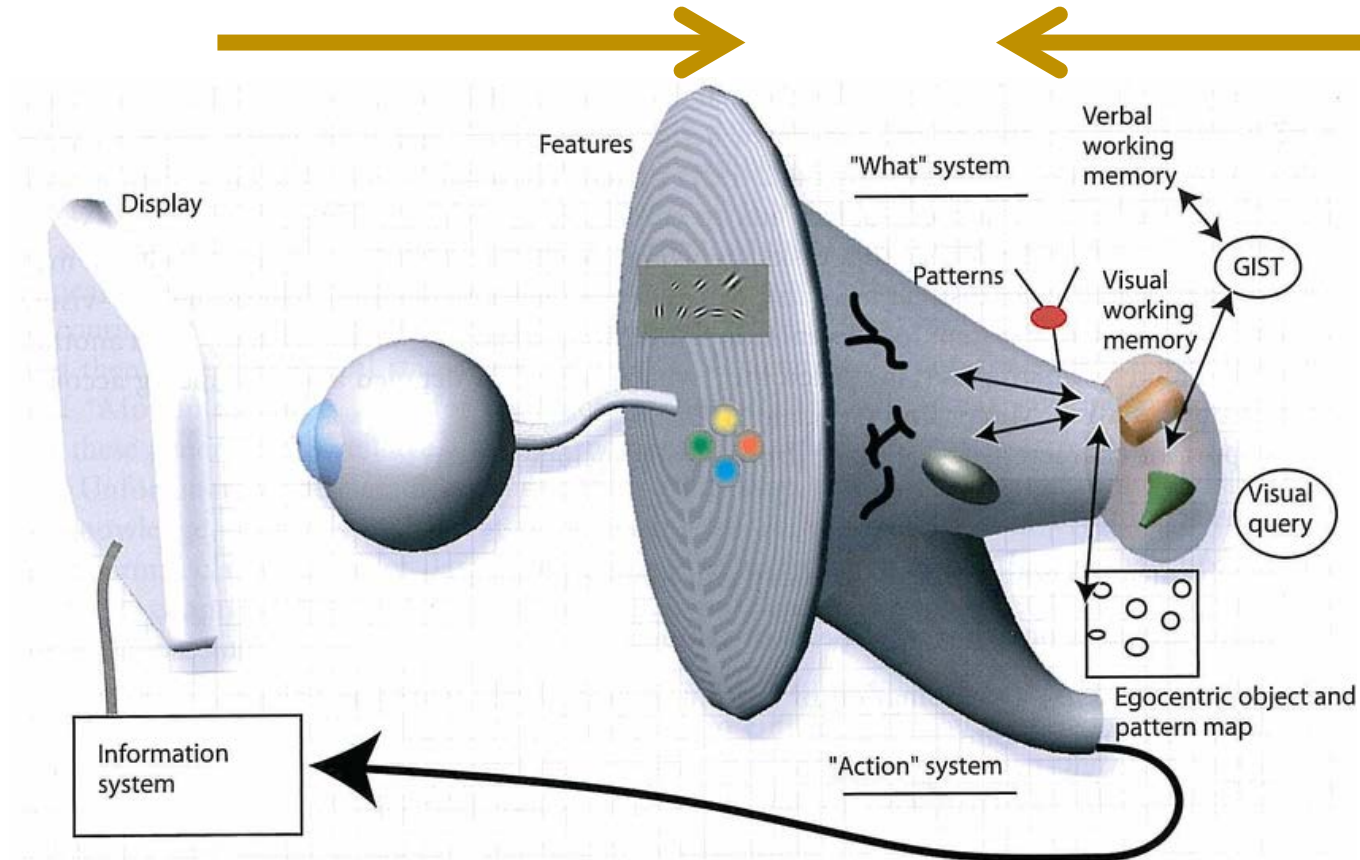 Display
Features
"What" system
Verbal
working
memory
GIST
Patterns
Visual
working
memory
Visual
query
Egocentric object and
pattern map
"Action" system
Information
system